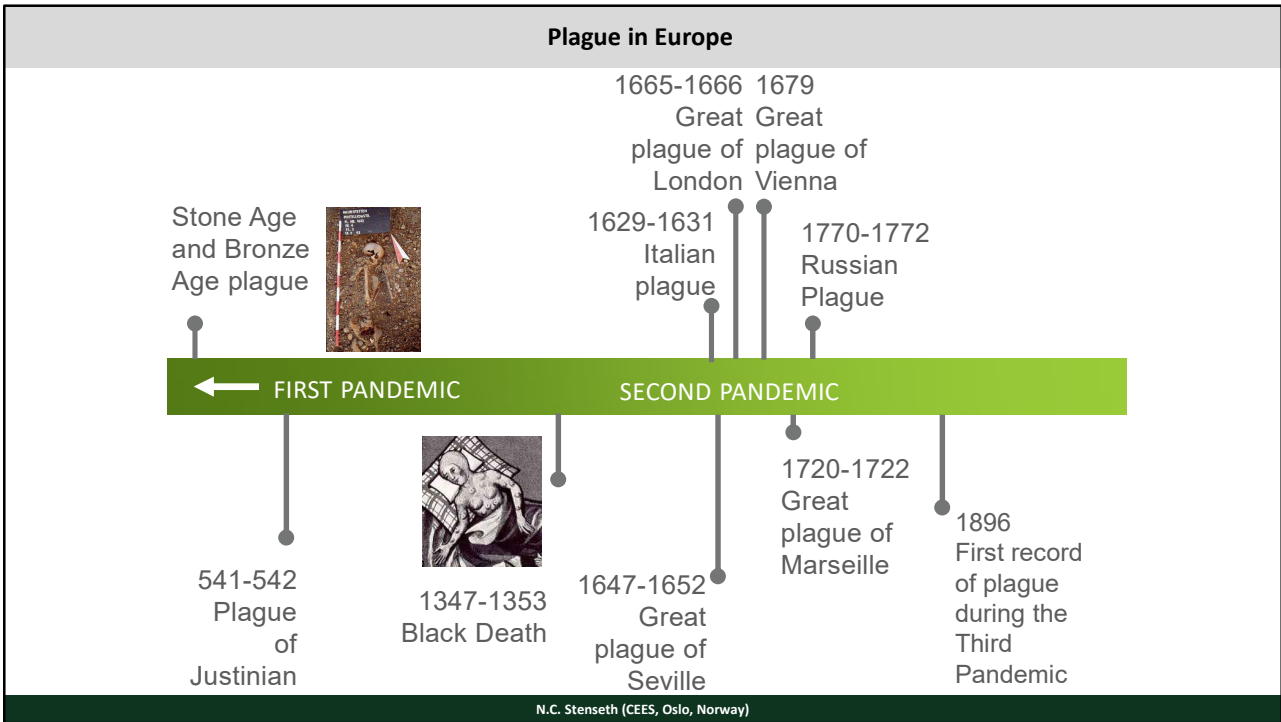 Plague in Europe
1665-1666
Great
plague of
London
1679
Great
plague of
Vienna
Stone Age
and Bronze
Age plague
1629-1631
Italian
plague
1770-1772
Russian
Plague
FIRST PANDEMIC
SECOND PANDEMIC
541-542
Plague
of
Justinian
1347-1353
Black Death
1647-1652
Great
plague of
Seville
1720-1722
Great
plague of
Marseille
1896
First record
of plague
during the
Third
Pandemic
N.C. Stenseth (CEES, Oslo, Norway)